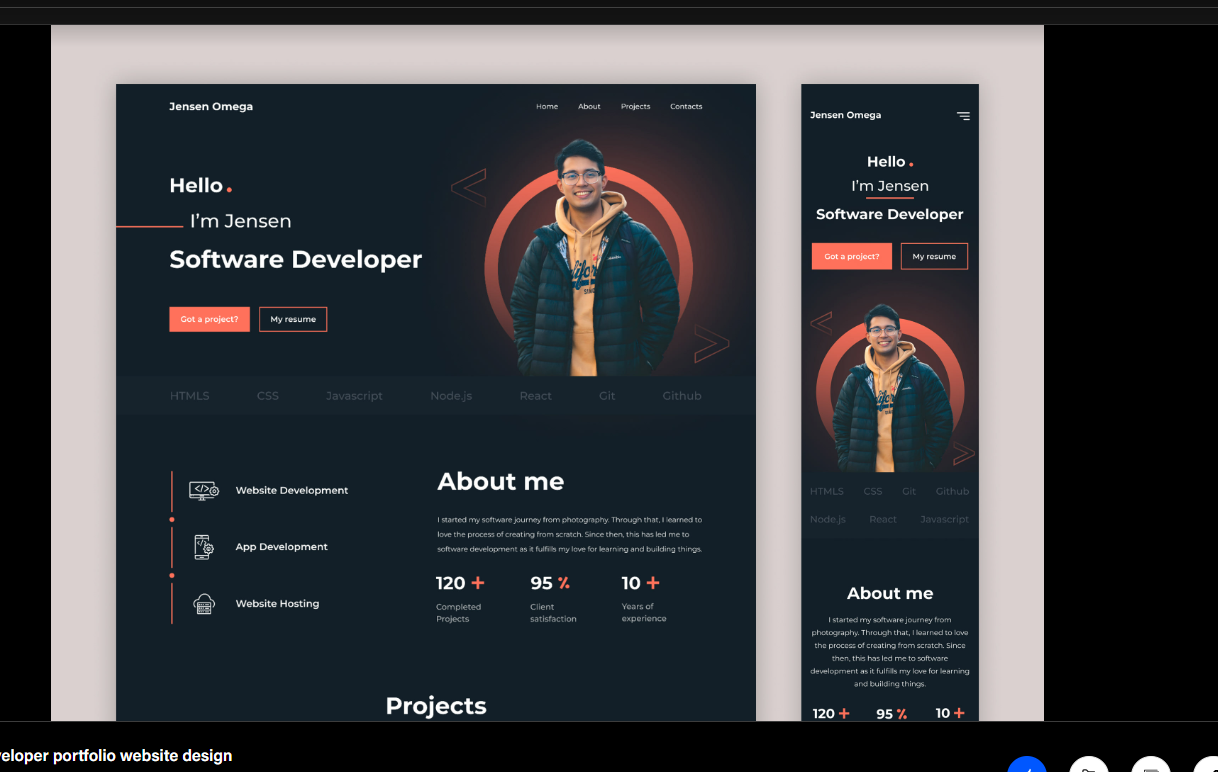 Jensen Omega
Home About Projects Contacts
Hello.
I'm Jensen
Software Developer
Got a project? My resume
HTMLS CSS Javascript Node.js React Git Github
Website Development
App Development
Website Hosting
About me
I started my software journey from photography. Through that, I learned to
love the process of creating from scratch. Since then, this has led me to
software development as it fulfills my love for learning and building things.
120 + 95 % 10 +
Completed Client Years of
Projects satisfaction experience
Projects
Jensen Omega
Hello.
I'm Jensen
Software Developer
Got a project? My resume
HTMLS CSS Git Github
Node.js React Javascript
About me
I started my software journey from
photography. Through that, I learned to love
the process of creating from scratch. Since
then, this has led me to software
development as it fulfills my love for learning
and building things.
120 + 95 % 10 +
veloper portfolio website design